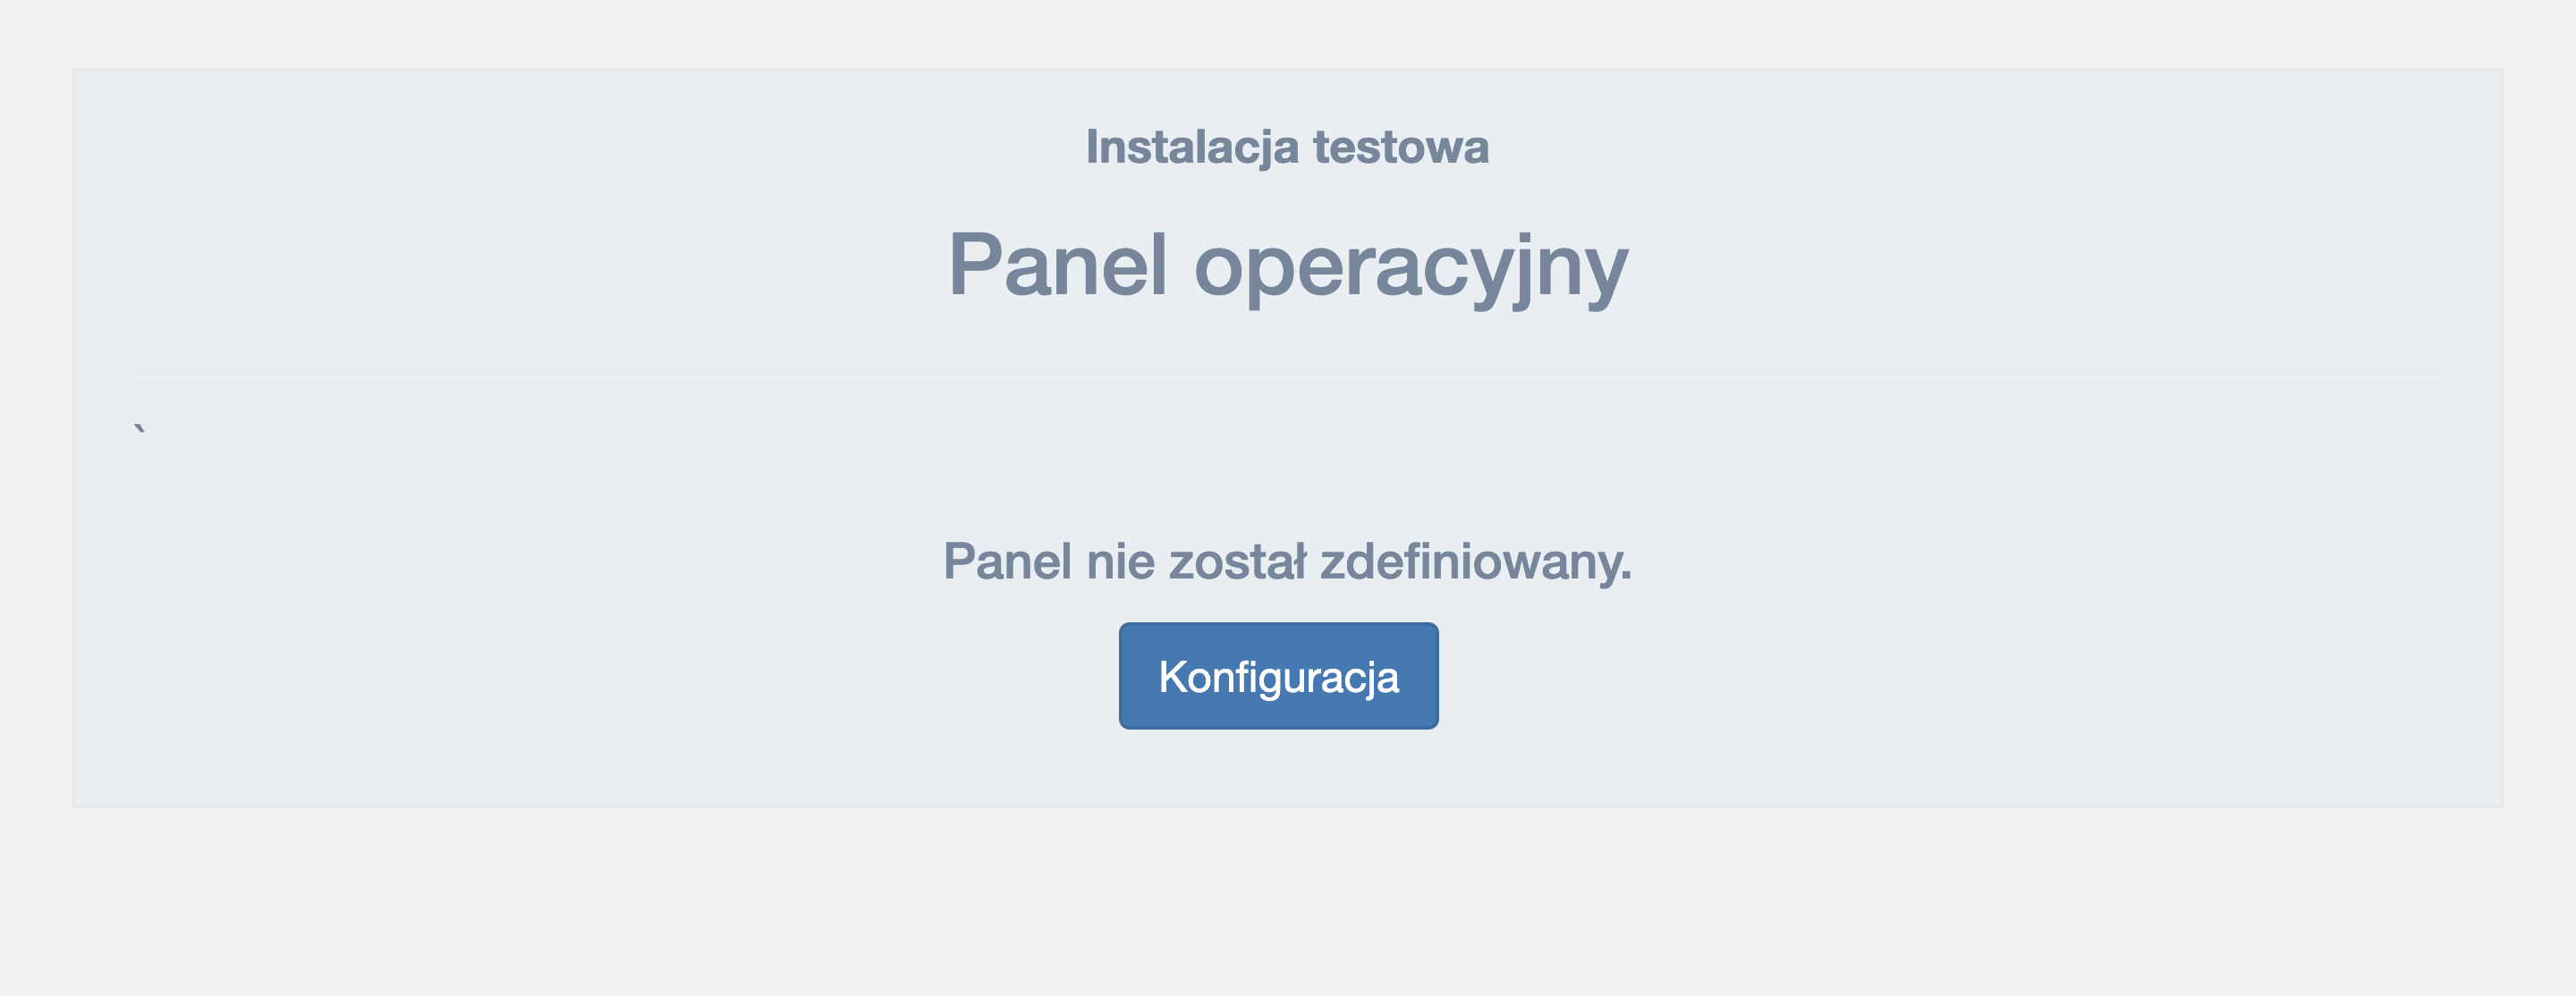 Instalacja testowa
Panel operacyjny
`
Panel nie został zdefiniowany.
Konfiguracja